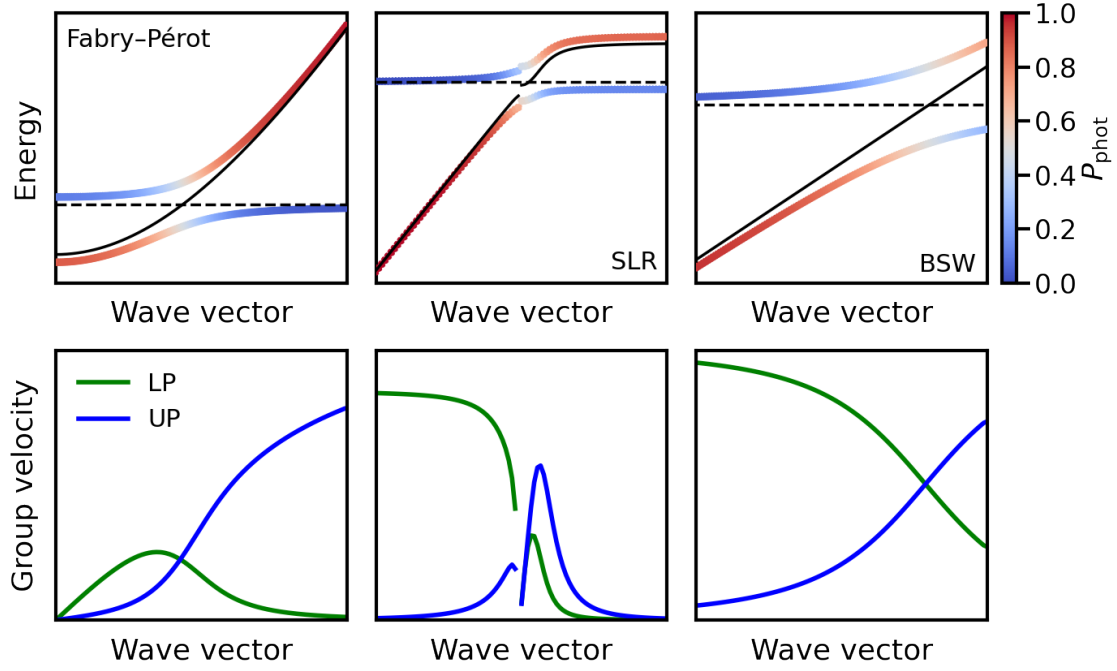 Fabry–Pérot
SLR
BSW
Energy
Wave vector
Wave vector
Wave vector
1.0
0.8
0.6
0.4
0.2
0.0
P_phot
LP
UP
Group velocity
Wave vector
Wave vector
Wave vector